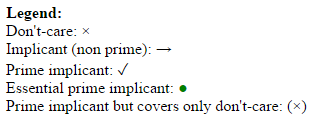 Legend:
Don't-care: ×
Implicant (non prime): →
Prime implicant: ✓
Essential prime implicant: ●
Prime implicant but covers only don't-care: (×)